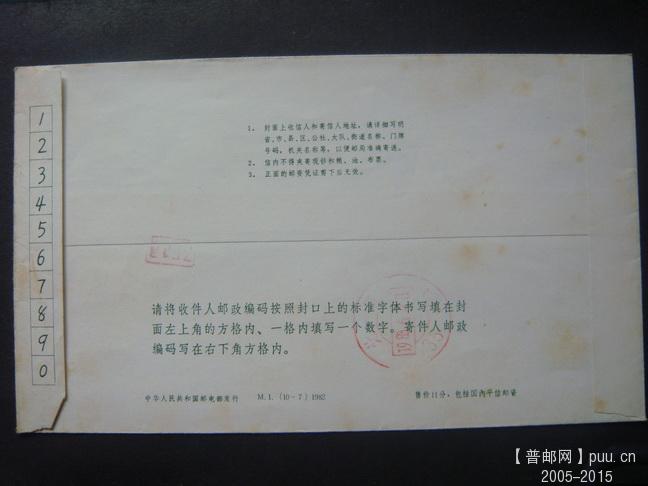 1
2
3
4
5
6
7
8
9
0
1. 封面上收信人和寄信人地址，请详细写明
省、市、县、区、公社、大队、街道名称、门牌
号码，机关名称等，以便邮局准确寄递。
2. 信内不得夹寄现钞和粮、油、布票。
3. 正面的邮资凭证剪下后无效。
请将收件人邮政编码按照封口上的标准字体书写填在封
面左上角的方格内、一格内填写一个数字。寄件人邮政
编码写在右下角方格内。
中华人民共和国邮电部发行 M.1.(10-7)1982
售价11分，包括国内平信邮资
【普邮网】puu.cn
2005-2015